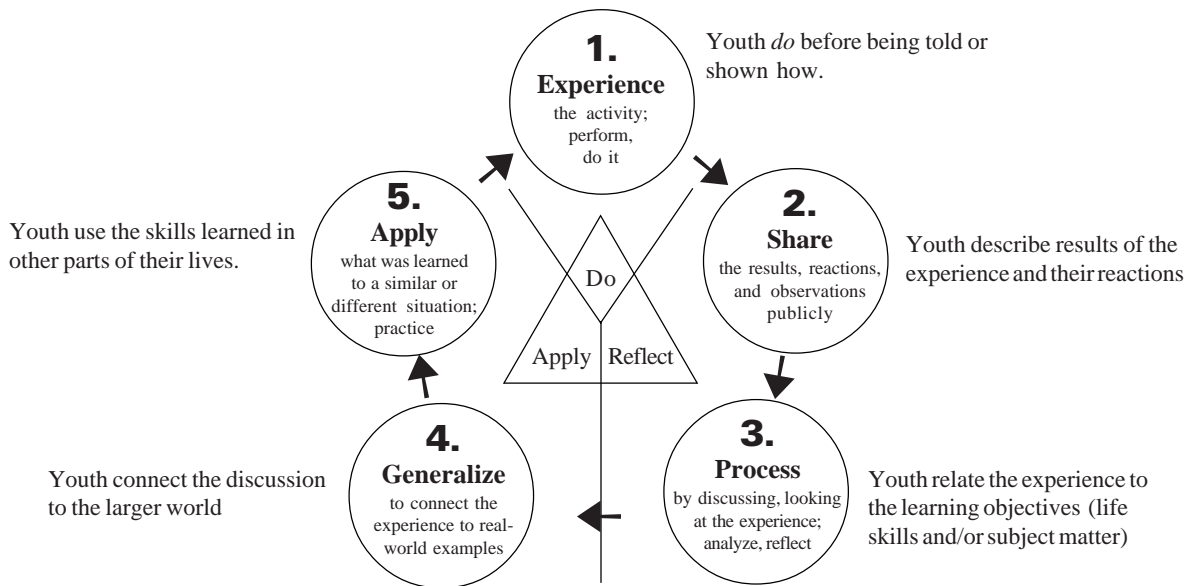 1.
Experience
the activity;
perform,
do it
Youth do before being told or
shown how.
2.
Share
the results, reactions,
and observations
publicly
Youth describe results of the
experience and their reactions
3.
Process
by discussing, looking
at the experience;
analyze, reflect
Youth relate the experience to
the learning objectives (life
skills and/or subject matter)
4.
Generalize
to connect the
experience to real-
world examples
Youth connect the discussion
to the larger world
5.
Apply
what was learned
to a similar or
different situation;
practice
Youth use the skills learned in
other parts of their lives.
Do
Apply Reflect